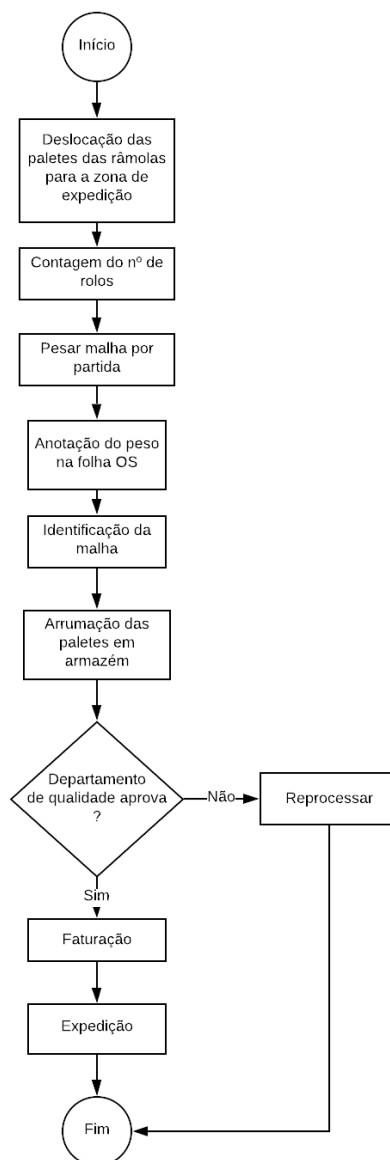 Início
Deslocação das
paletes das râmolas
para a zona de
expedição
Contagem do nº de
rolos
Pesar malha por
partida
Anotação do peso
na folha OS
Identificação da
malha
Arrumação das
paletes em
armazém
Departamento
de qualidade aprova
?
Não
Reprocessar
Sim
Faturação
Expedição
Fim